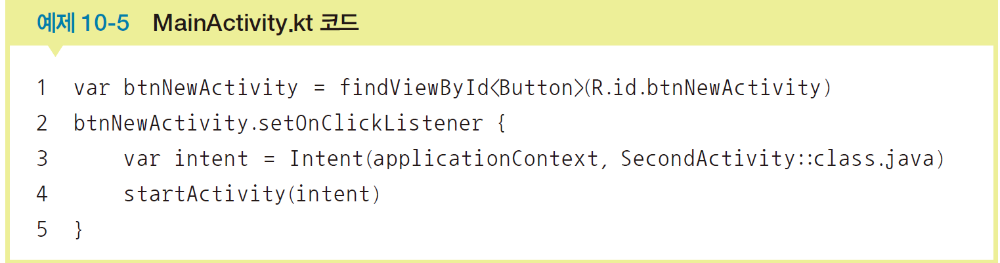 예제 10-5 MainActivity.kt 코드
1 var btnNewActivity = findViewById<Button>(R.id.btnNewActivity)
2 btnNewActivity.setOnClickListener {
3     var intent = Intent(applicationContext, SecondActivity::class.java)
4     startActivity(intent)
5 }